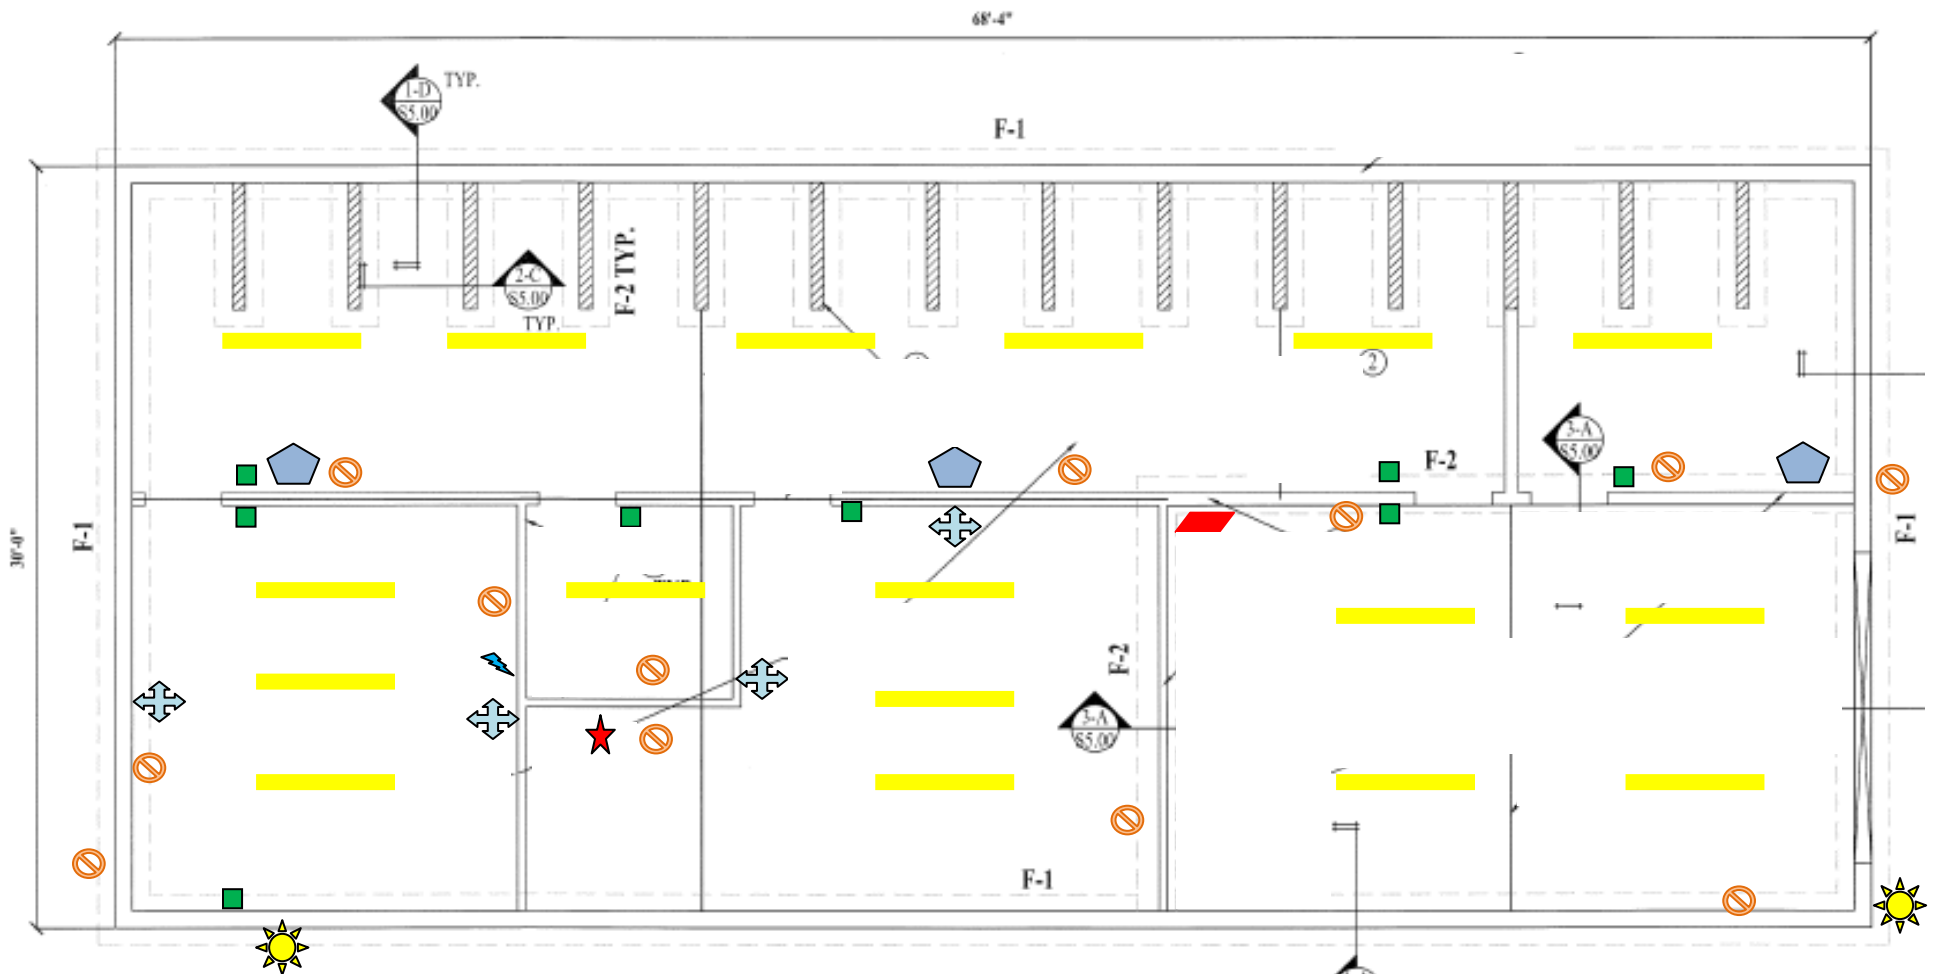 68'-4"
1-D
S5.00
TYP.
F-1
F-2 TYP.
2-C
S5.00
TYP.
2
3-A
S5.00
F-2
F-1
30'-0"
F-1
F-2
3-A
S5.00
F-1